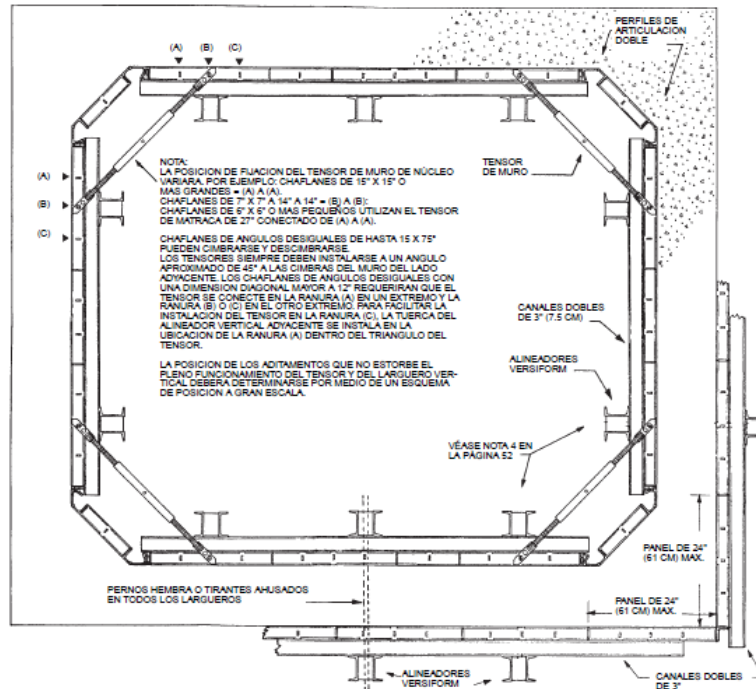 PERFILES DE
ARTICULACION
DOBLE
(A)
(B)
(C)
NOTA:
LA POSICION DE FIJACION DEL TENSOR DE MURO DE NÚCLEO
VARIARA. POR EJEMPLO: CHAFLANES DE 15" X 15" O
MAS GRANDES = (A) A (A).
CHAFLANES DE 7" X 7" A 14" A 14" = (B) A (B):
CHAFLANES DE 6" X 6" O MAS PEQUEÑOS UTILIZAN EL TENSOR
DE MATRACA DE 27" CONECTADO DE (A) A (A).
CHAFLANES DE ANGULOS DESIGUALES DE HASTA 15 X 75"
PUEDEN CIMBRARSE Y DESCIMBRARSE.
LOS TENSORES SIEMPRE DEBEN INSTALARSE A UN ANGULO
APROXIMADO DE 45° A LAS CIMBRAS DEL MURO DEL LADO
ADYACENTE. LOS CHAFLANES DE ANGULOS DESIGUALES CON
UNA DIMENSION DIAGONAL MAYOR A 12" REQUERIRAN QUE EL
TENSOR SE CONECTE EN LA RANURA (A) EN UN EXTREMO Y LA
RANURA (B) O (C) EN EL OTRO EXTREMO. PARA FACILITAR LA
INSTALACION DEL TENSOR EN LA RANURA (C), LA TUERCA DEL
ALINEADOR VERTICAL ADYACENTE SE INSTALA EN LA
UBICACION DE LA RANURA (A) DENTRO DEL TRIANGULO DEL
TENSOR.
LA POSICION DE LOS ADITAMENTOS QUE NO ESTORBE EL
PLENO FUNCIONAMIENTO DEL TENSOR Y DEL LARGUERO VER-
TICAL DEBERA DETERMINARSE POR MEDIO DE UN ESQUEMA
DE POSICION A GRAN ESCALA.
TENSOR
DE MURO
(A)
(B)
(C)
CANALES DOBLES
DE 3" (7.5 CM)
ALINEADORES
VERSIFORM
VÉASE NOTA 4 EN
LA PÁGINA 52
PANEL DE 24"
(61 CM) MAX.
PERNOS HEMBRA O TIRANTES AHUSADOS
EN TODOS LOS LARGUEROS
PANEL DE 24"
(61 CM) MAX.
ALINEADORES
VERSIFORM
CANALES DOBLES
DE 3"